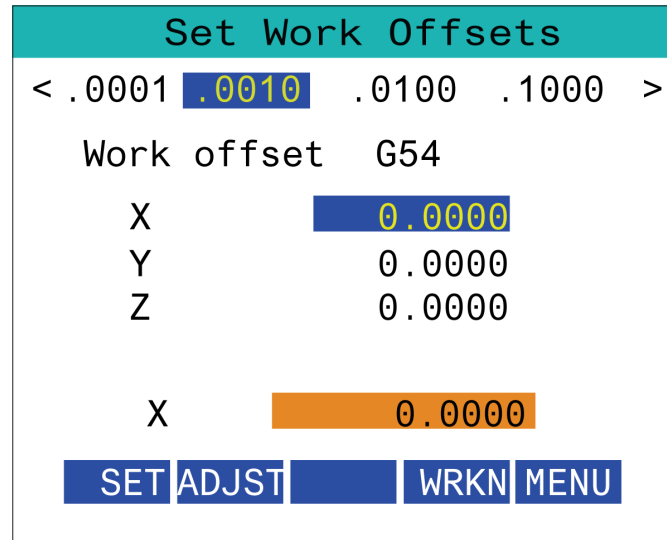 Set Work Offsets
< .0001 .0010 .0100 .1000 >
Work offset G54
X 0.0000
Y 0.0000
Z 0.0000
X 0.0000
SET ADJST WRKN MENU